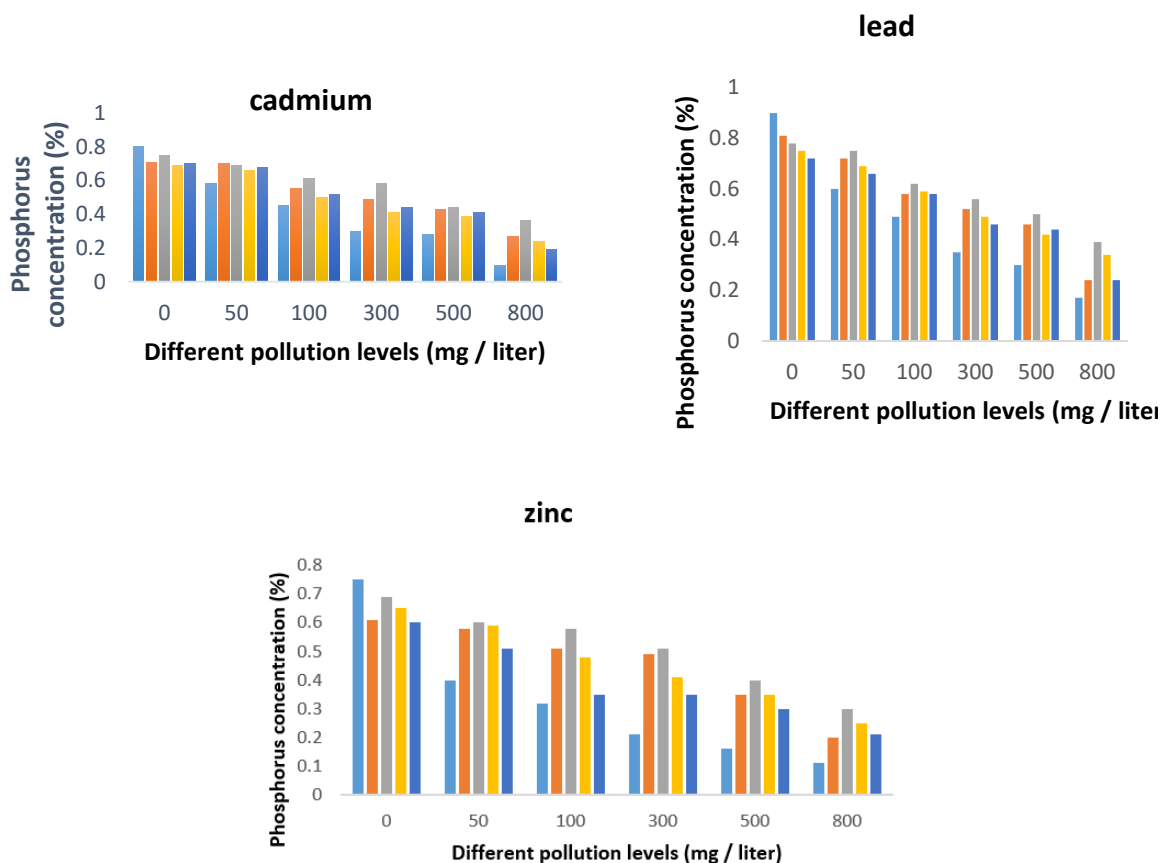 cadmium
Phosphorus
concentration (%)
1
0.8
0.6
0.4
0.2
0
0 50 100 300 500 800
Different pollution levels (mg / liter)
lead
Phosphorus concentration (%)
1
0.8
0.6
0.4
0.2
0
0 50 100 300 500 800
Different pollution levels (mg / liter
zinc
Phosphorus concentration (%)
0.8
0.7
0.6
0.5
0.4
0.3
0.2
0.1
0
0 50 100 300 500 800
Different pollution levels (mg / liter)